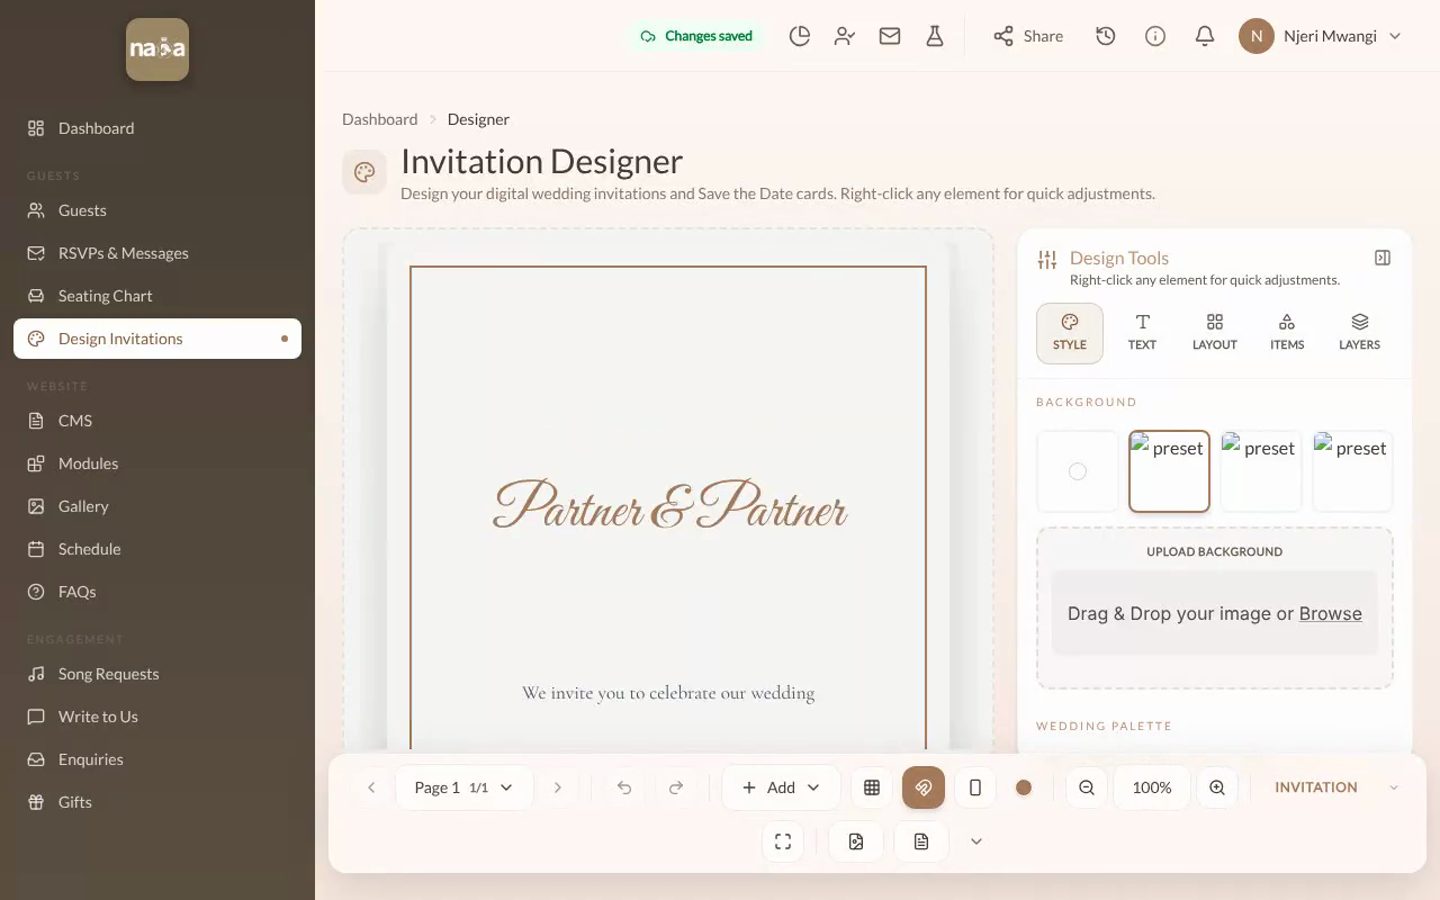 naia
Dashboard
GUESTS
Guests
RSVPs & Messages
Seating Chart
Design Invitations
WEBSITE
CMS
Modules
Gallery
Schedule
FAQs
ENGAGEMENT
Song Requests
Write to Us
Enquiries
Gifts
Changes saved
Share
N
Njeri Mwangi
Dashboard
Designer
Invitation Designer
Design your digital wedding invitations and Save the Date cards. Right-click any element for quick adjustments.
Partner & Partner
We invite you to celebrate our wedding
Design Tools
Right-click any element for quick adjustments.
STYLE
TEXT
LAYOUT
ITEMS
LAYERS
BACKGROUND
preset
preset
preset
UPLOAD BACKGROUND
Drag & Drop your image or Browse
WEDDING PALETTE
Page 1 1/1
Add
100%
INVITATION